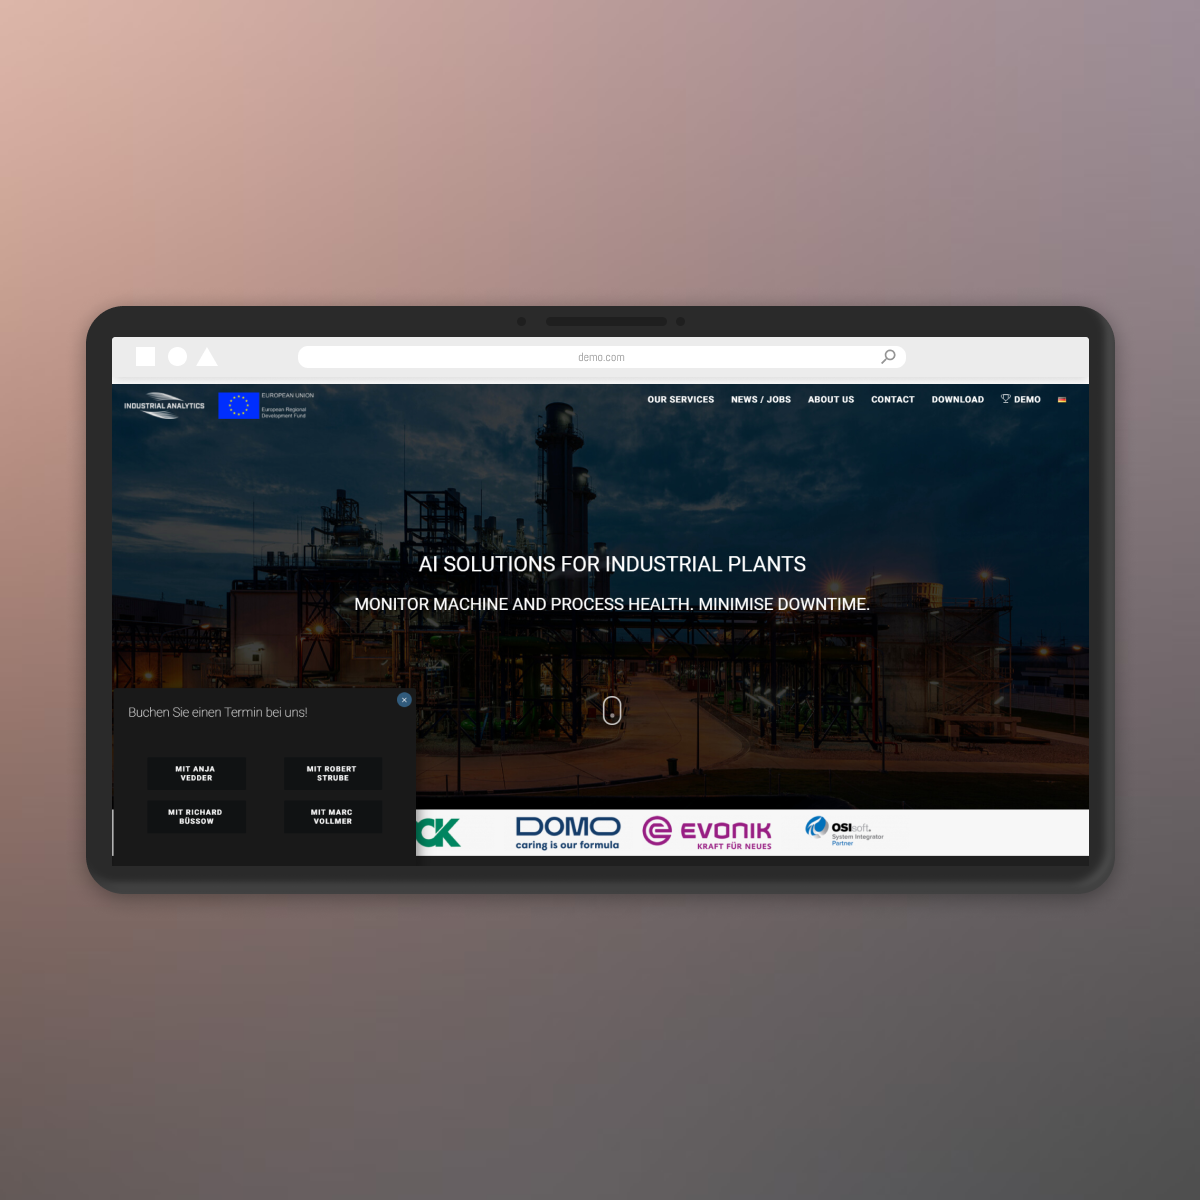 demo.com
INDUSTRIAL ANALYTICS
EUROPEAN UNION
European Regional
Development Fund
OUR SERVICES
NEWS / JOBS
ABOUT US
CONTACT
DOWNLOAD
DEMO
AI SOLUTIONS FOR INDUSTRIAL PLANTS
MONITOR MACHINE AND PROCESS HEALTH. MINIMISE DOWNTIME.
Buchen Sie einen Termin bei uns!
MIT ANJA
VEDDER
MIT ROBERT
STRUBE
MIT RICHARD
BÜSSOW
MIT MARC
VOLLMER
CK
DOMO
caring is our formula
EVONIK
KRAFT FÜR NEUES
OSIsoft.
System Integrator
Partner